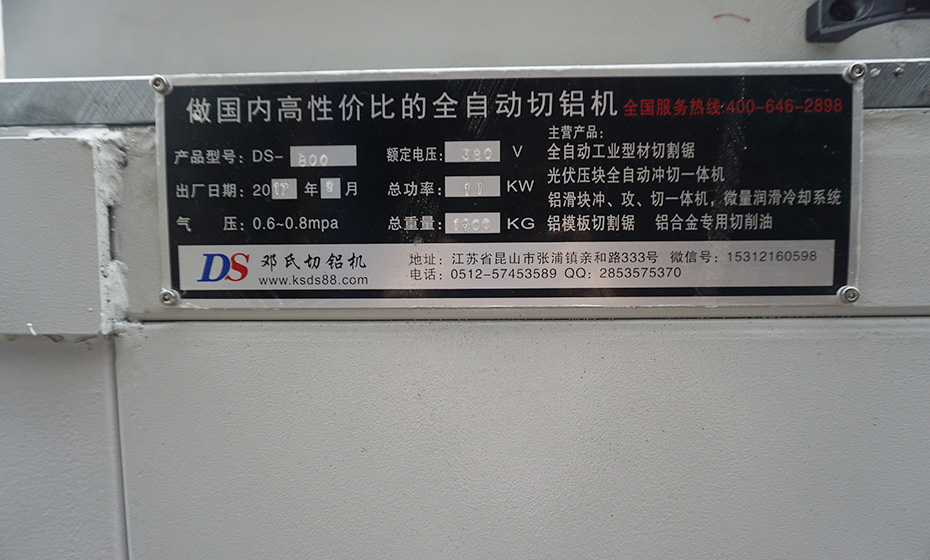 做国内高性价比的全自动切铝机 全国服务热线:400-646-2898
产品型号: DS- 800 额定电压: 380 V
出厂日期: 20 17 年 月 总功率: 11 KW
气 压: 0.6~0.8mpa 总重量: KG
主营产品:
全自动工业型材切割锯
光伏压块全自动冲切一体机
铝滑块冲、攻、切一体机,微量润滑冷却系统
铝模板切割锯 铝合金专用切削油
DS 邓氏切铝机
www.ksds88.com
地址: 江苏省昆山市张浦镇亲和路333号 微信号: 15312160598
电话: 0512-57453589 QQ: 2853575370